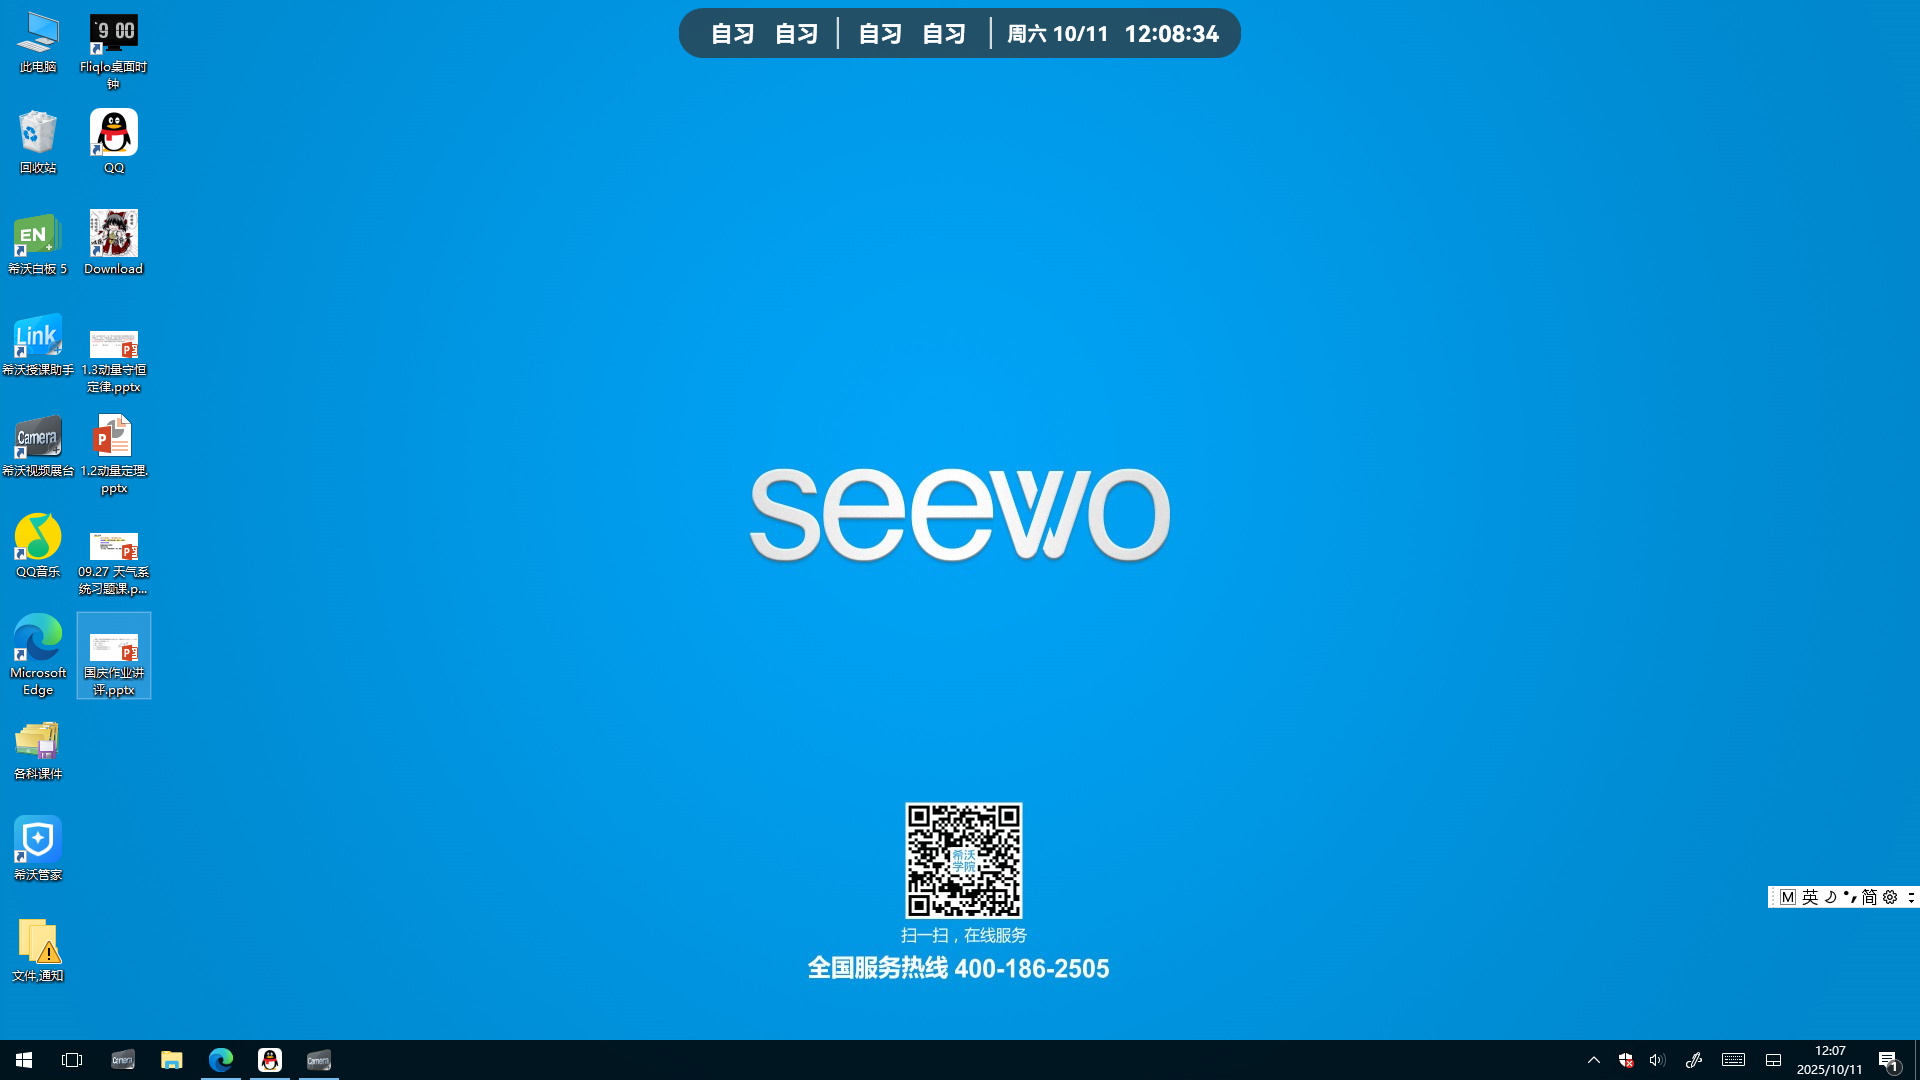 自习 自习 自习 自习 周六 10/11 12:08:34
此电脑
Fliqlo桌面时
钟
9 00
回收站
QQ
EN
希沃白板 5
Download
Link
希沃授课助手
1.3动量守恒
定律.pptx
Camera
希沃视频展台
1.2动量定理.
pptx
QQ音乐
09.27 天气系
统习题课.p...
Microsoft
Edge
国庆作业讲
评.pptx
各科课件
希沃管家
文件,通知
seewo
希沃
学院
扫一扫，在线服务
全国服务热线 400-186-2505
M 英 简
Camera
Camera
12:07
2025/10/11
1